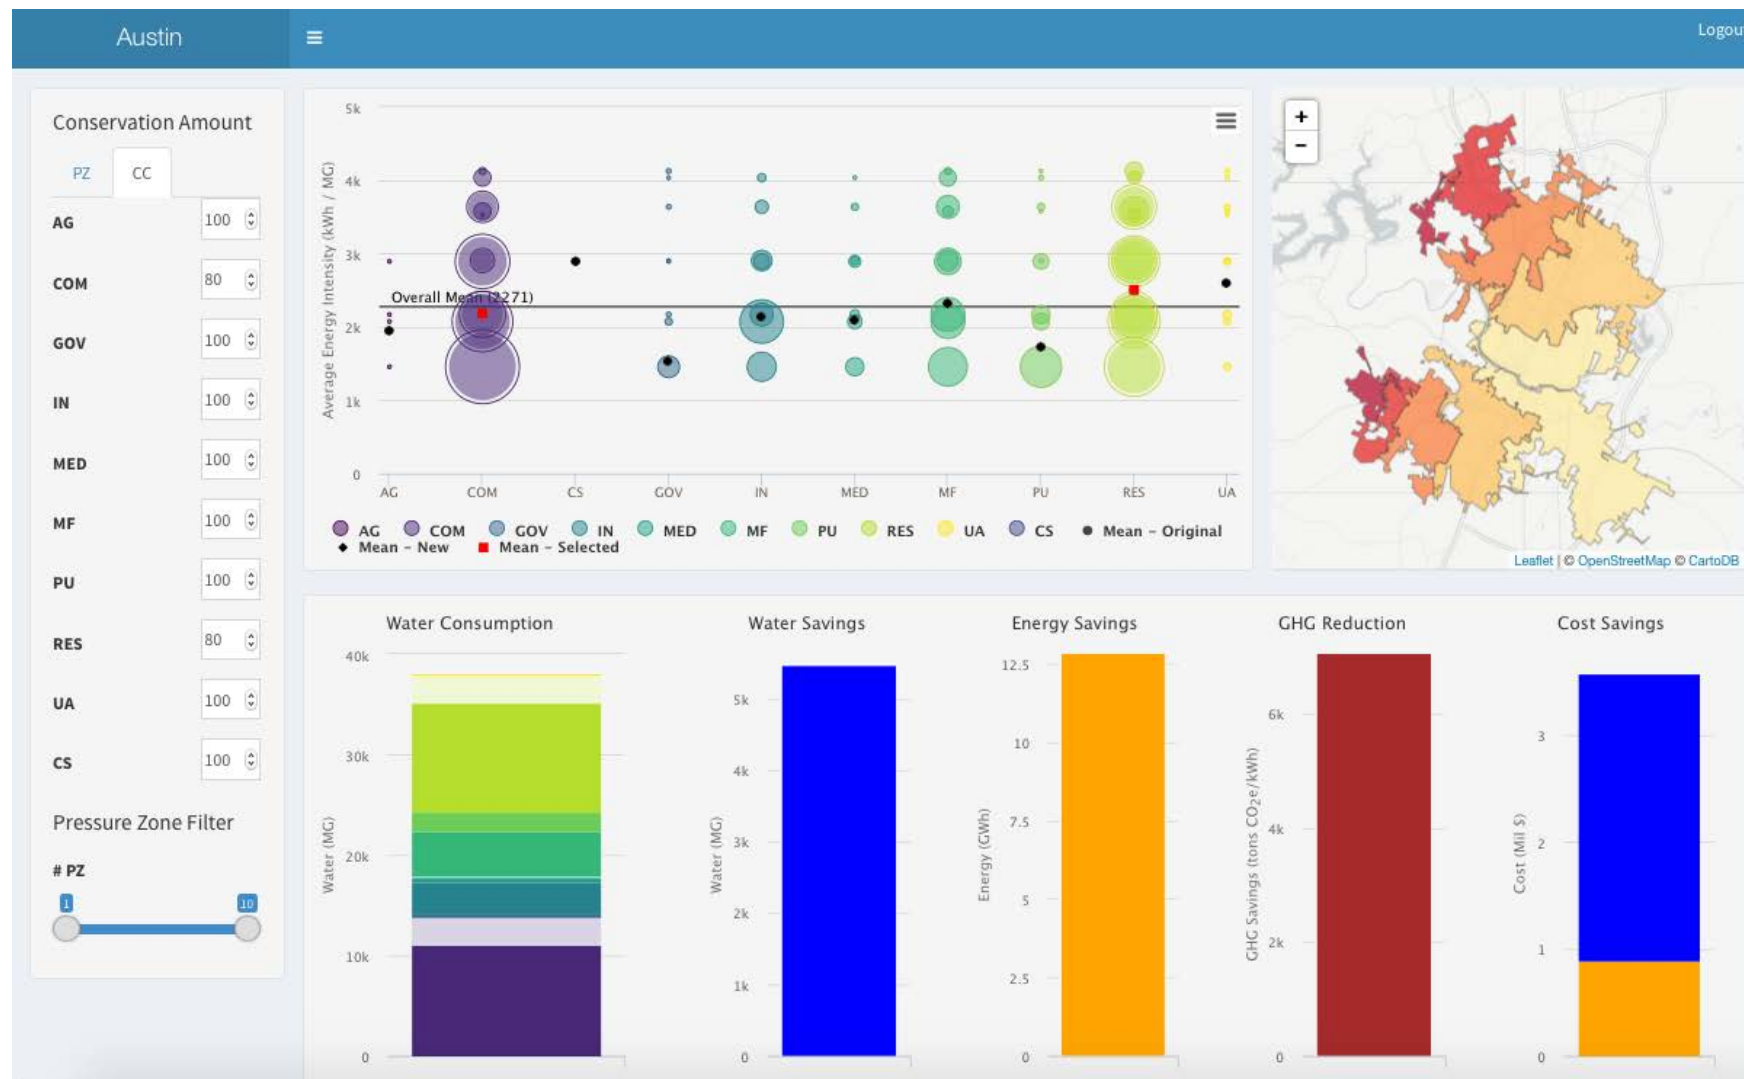 Austin
Logou
Conservation Amount
PZ CC
AG 100
COM 80
GOV 100
IN 100
MED 100
MF 100
PU 100
RES 80
UA 100
CS 100
Pressure Zone Filter
# PZ
1 10
Average Energy Intensity (kWh / MG)
5k
4k
3k
2k
1k
0
Overall Mean (2271)
AG COM CS GOV IN MED MF PU RES UA
AG COM GOV IN MED MF PU RES UA CS Mean - Original
Mean - New Mean - Selected
+
-
Leaflet | © OpenStreetMap © CartoDB
Water Consumption
Water (MG)
40k
30k
20k
10k
0
Water Savings
Water (MG)
5k
4k
3k
2k
1k
0
Energy Savings
Energy (GWh)
12.5
10
7.5
5
2.5
0
GHG Reduction
GHG Savings (tons CO₂e/kWh)
6k
4k
2k
0
Cost Savings
Cost (Mil $)
3
2
1
0